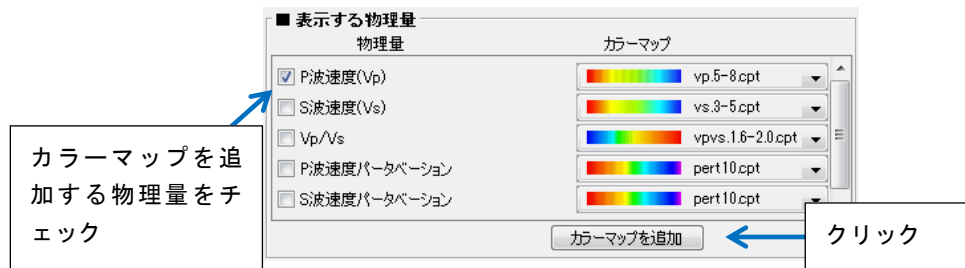 ■ 表示する物理量
物理量 カラーマップ
P波速度(Vp) vp.5-8.cpt
S波速度(Vs) vs.3-5.cpt
Vp/Vs vpvs.1.6-2.0.cpt
P波速度パータベーション pert10.cpt
S波速度パータベーション pert10.cpt
カラーマップを追加
カラーマップを追
加する物理量をチ
ェック
クリック